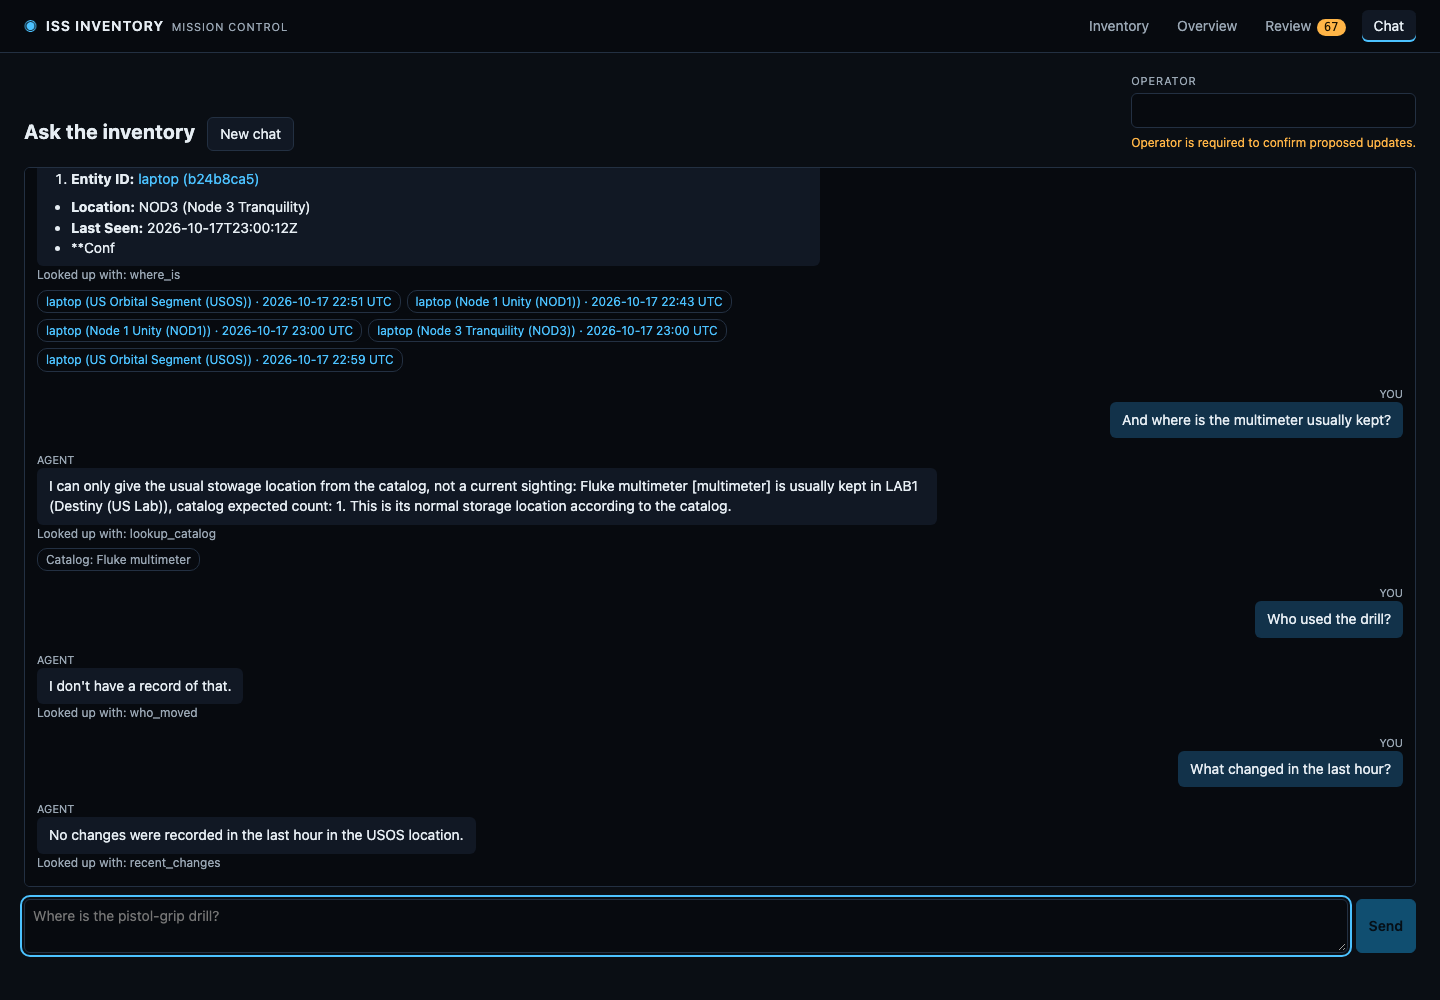 ISS INVENTORY MISSION CONTROL
Inventory
Overview
Review 67
Chat
OPERATOR
Ask the inventory
New chat
Operator is required to confirm proposed updates.
1. Entity ID: laptop (b24b8ca5)
• Location: NOD3 (Node 3 Tranquility)
• Last Seen: 2026-10-17T23:00:12Z
• **Conf
Looked up with: where_is
laptop (US Orbital Segment (USOS)) · 2026-10-17 22:51 UTC
laptop (Node 1 Unity (NOD1)) · 2026-10-17 22:43 UTC
laptop (Node 1 Unity (NOD1)) · 2026-10-17 23:00 UTC
laptop (Node 3 Tranquility (NOD3)) · 2026-10-17 23:00 UTC
laptop (US Orbital Segment (USOS)) · 2026-10-17 22:59 UTC
YOU
And where is the multimeter usually kept?
AGENT
I can only give the usual stowage location from the catalog, not a current sighting: Fluke multimeter [multimeter] is usually kept in LAB1
(Destiny (US Lab)), catalog expected count: 1. This is its normal storage location according to the catalog.
Looked up with: lookup_catalog
Catalog: Fluke multimeter
YOU
Who used the drill?
AGENT
I don't have a record of that.
Looked up with: who_moved
YOU
What changed in the last hour?
AGENT
No changes were recorded in the last hour in the USOS location.
Looked up with: recent_changes
Where is the pistol-grip drill?
Send